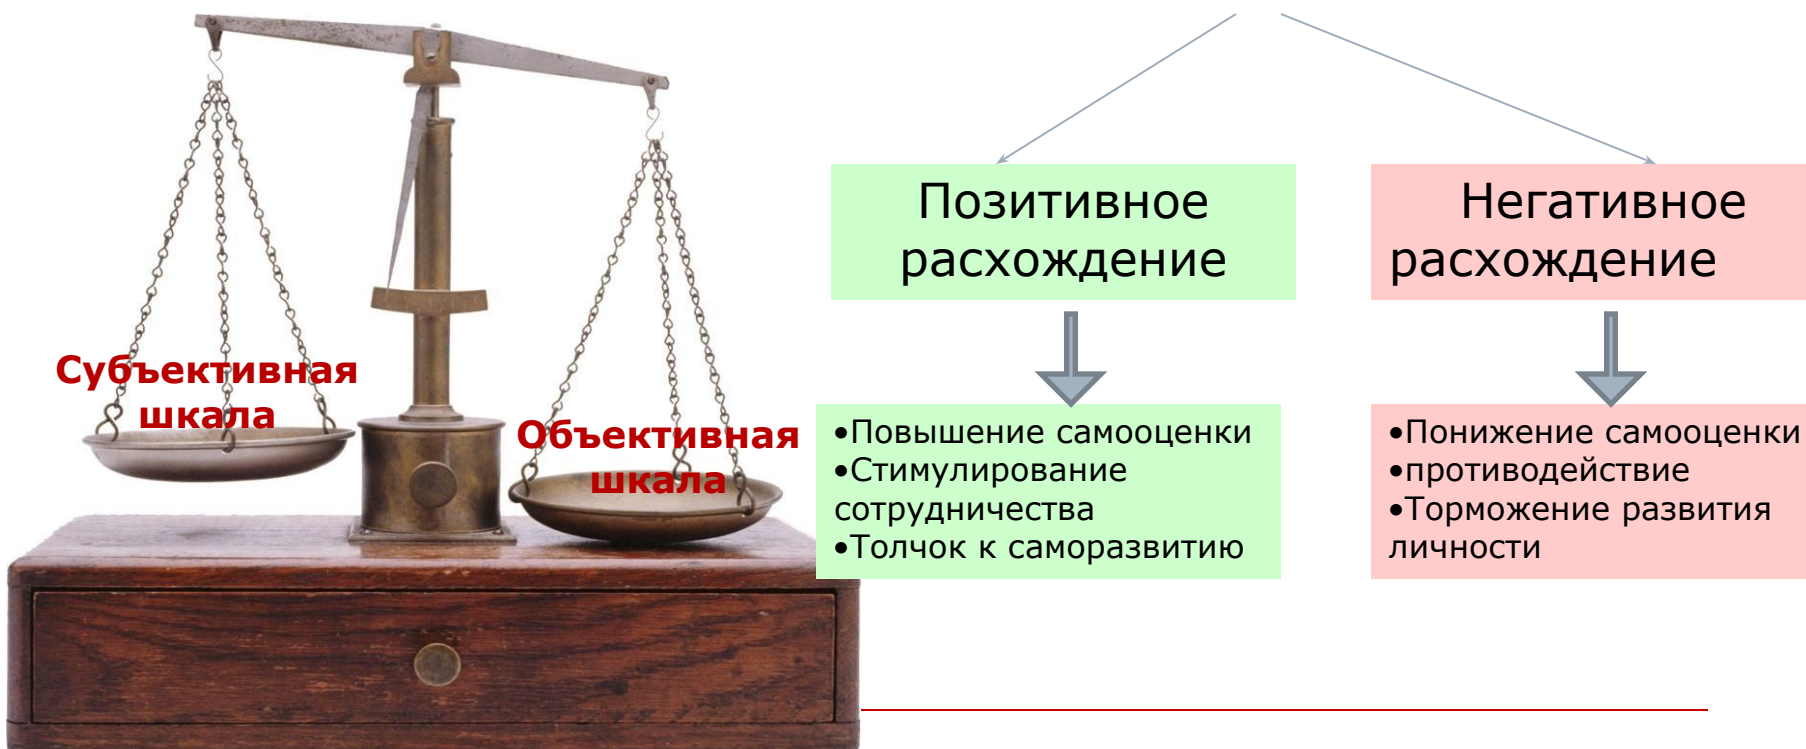 Субъективная
шкала
Объективная
шкала
Позитивное
расхождение
Негативное
расхождение
•Повышение самооценки
•Стимулирование
сотрудничества
•Толчок к саморазвитию
•Понижение самооценки
•противодействие
•Торможение развития
личности